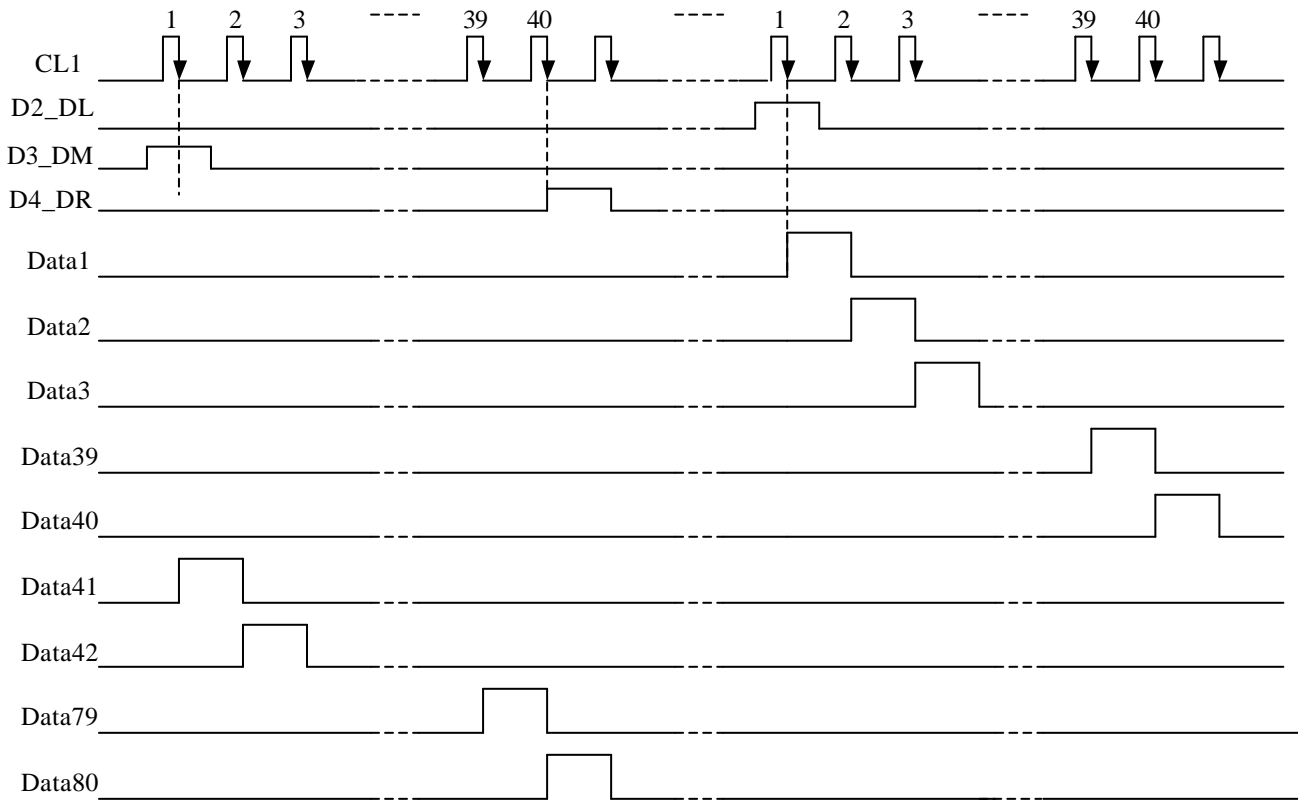 1 2 3 39 40 1 2 3 39 40
CL1
D2_DL
D3_DM
D4_DR
Data1
Data2
Data3
Data39
Data40
Data41
Data42
Data79
Data80